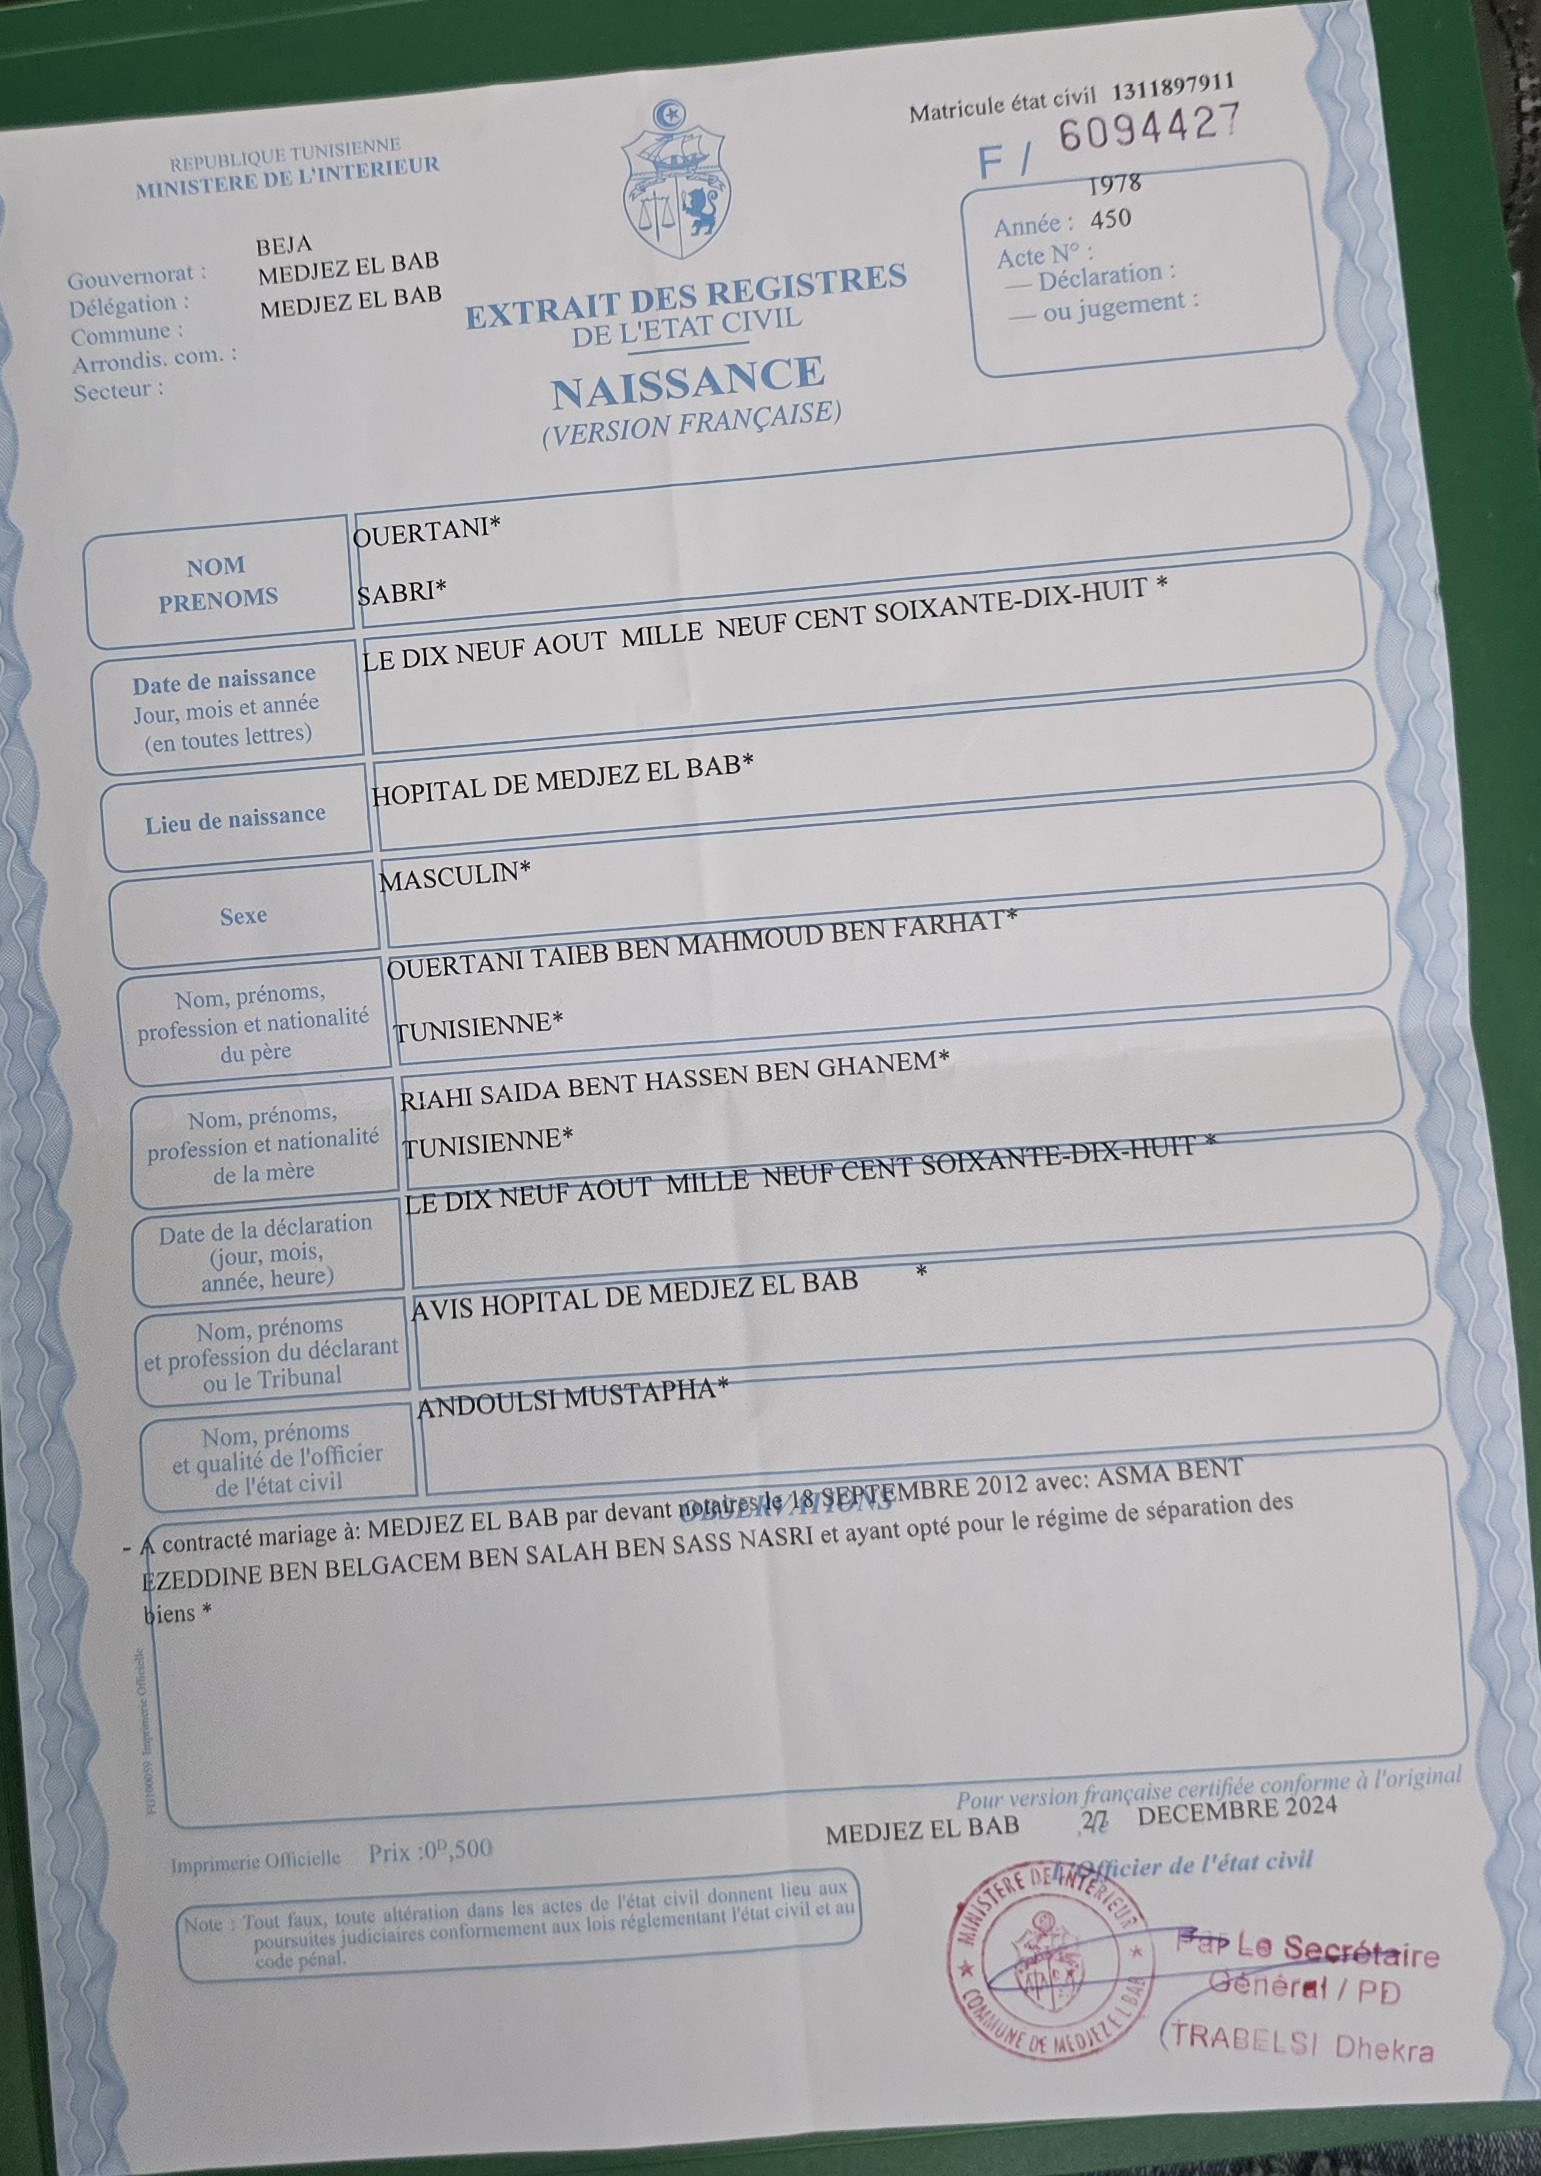 Matricule état civil 1311897911
F / 6094427
REPUBLIQUE TUNISIENNE
MINISTERE DE L'INTERIEUR
Gouvernorat : BEJA
Délégation : MEDJEZ EL BAB
Commune : MEDJEZ EL BAB
Arrondis. com. :
Secteur :
EXTRAIT DES REGISTRES
DE L'ETAT CIVIL
NAISSANCE
(VERSION FRANÇAISE)
1978
Année : 450
Acte N° :
— Déclaration :
— ou jugement :
NOM
PRENOMS
OUERTANI*
SABRI*
Date de naissance
Jour, mois et année
(en toutes lettres)
LE DIX NEUF AOUT MILLE NEUF CENT SOIXANTE-DIX-HUIT *
Lieu de naissance
HOPITAL DE MEDJEZ EL BAB*
Sexe
MASCULIN*
Nom, prénoms,
profession et nationalité
du père
OUERTANI TAIEB BEN MAHMOUD BEN FARHAT*
TUNISIENNE*
Nom, prénoms,
profession et nationalité
de la mère
RIAHI SAIDA BENT HASSEN BEN GHANEM*
TUNISIENNE*
Date de la déclaration
(jour, mois,
année, heure)
LE DIX NEUF AOUT MILLE NEUF CENT SOIXANTE-DIX-HUIT *
Nom, prénoms
et profession du déclarant
ou le Tribunal
AVIS HOPITAL DE MEDJEZ EL BAB *
Nom, prénoms
et qualité de l'officier
de l'état civil
ANDOULSI MUSTAPHA*
OBSERVATIONS
- A contracté mariage à: MEDJEZ EL BAB par devant notaires le 18 SEPTEMBRE 2012 avec: ASMA BENT
EZEDDINE BEN BELGACEM BEN SALAH BEN SASS NASRI et ayant opté pour le régime de séparation des
biens *
FG100059 Imprimerie Officielle
Pour version française certifiée conforme à l'original
MEDJEZ EL BAB DECEMBRE 2024
Imprimerie Officielle Prix :0ᴰ,500
L'Officier de l'état civil
Note : Tout faux, toute altération dans les actes de l'état civil donnent lieu aux
poursuites judiciaires conformement aux lois réglementant l'état civil et au
code pénal.
MINISTERE DE L'INTERIEUR
COMMUNE DE MEDJEZ EL BAB
Par Le Secrétaire
Général / PD
TRABELSI Dhekra